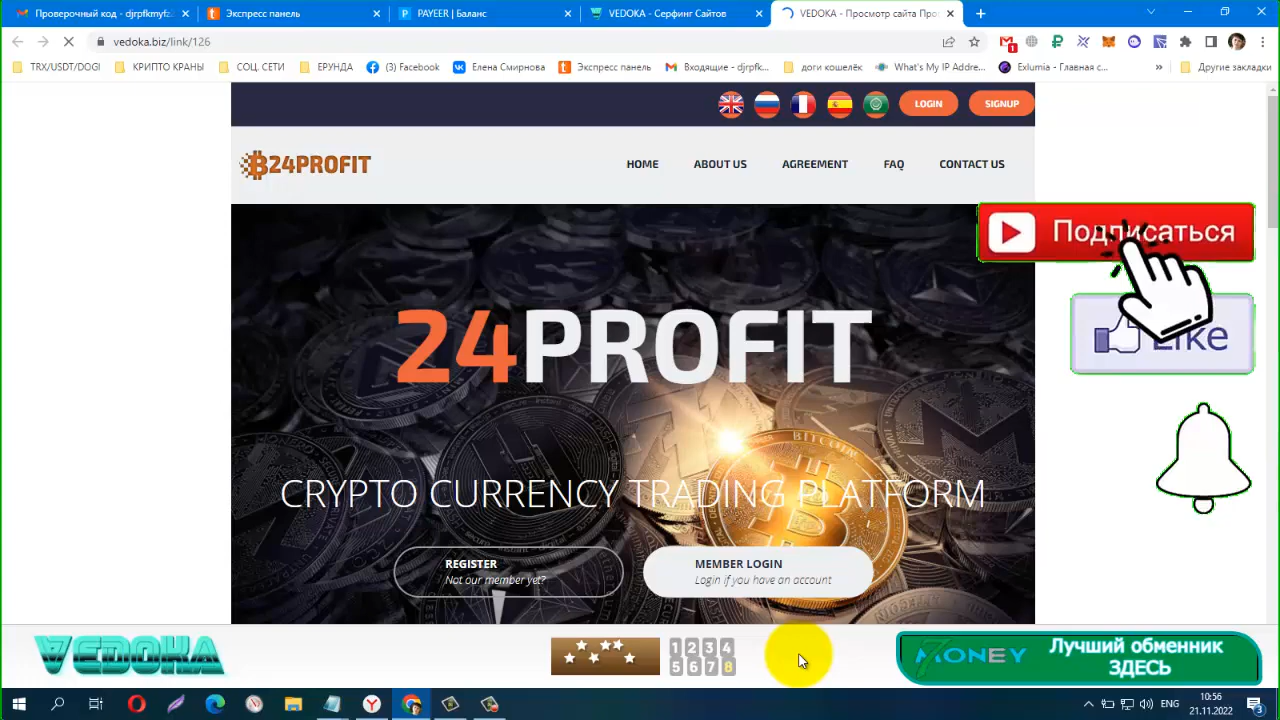 Проверочный код - djrpfkmyf:
Экспресс панель
PAYEER | Баланс
VEDOKA - Серфинг Сайтов
VEDOKA - Просмотр сайта Про
vedoka.biz/link/126
1
TRX/USDT/DOGI
КРИПТО КРАНЫ
СОЦ. СЕТИ
ЕРУНДА
(3) Facebook
Елена Смирнова
Экспресс панель
Входящие - djrpfk...
доги кошелёк
What's My IP Addre...
Exlumia - Главная с...
»
Другие закладки
LOGIN
SIGNUP
24PROFIT
HOME
ABOUT US
AGREEMENT
FAQ
CONTACT US
Подписаться
Like
24PROFIT
CRYPTO CURRENCY TRADING PLATFORM
REGISTER
Not our member yet?
MEMBER LOGIN
Login if you have an account
VEDOKA
1 2 3 4
5 6 7 8
7MONEY
Лучший обменник
ЗДЕСЬ
ENG
10:56
21.11.2022
3